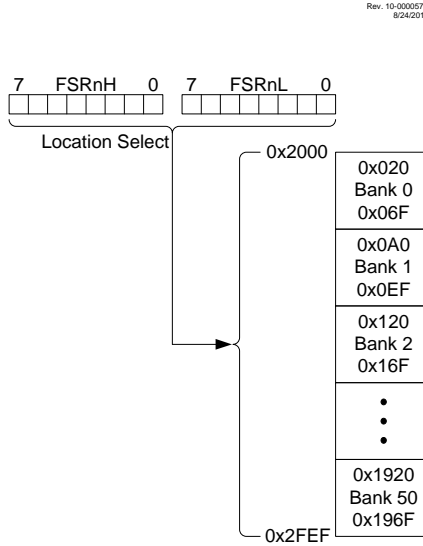 Rev. 10-000057
8/24/201
7 FSRnH 0 7 FSRnL 0
Location Select
0x2000
0x020
Bank 0
0x06F
0x0A0
Bank 1
0x0EF
0x120
Bank 2
0x16F
0x1920
Bank 50
0x196F
0x2FEF